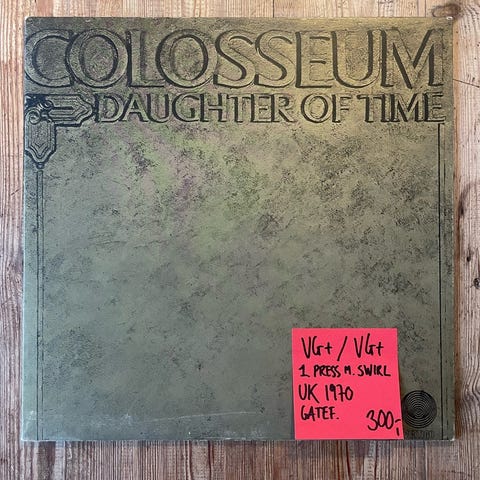 COLOSSEUM
DAUGHTER OF TIME
VG+ / VG+
1 PRESS M. SWIRL
UK 1970
GATEF.
300,-